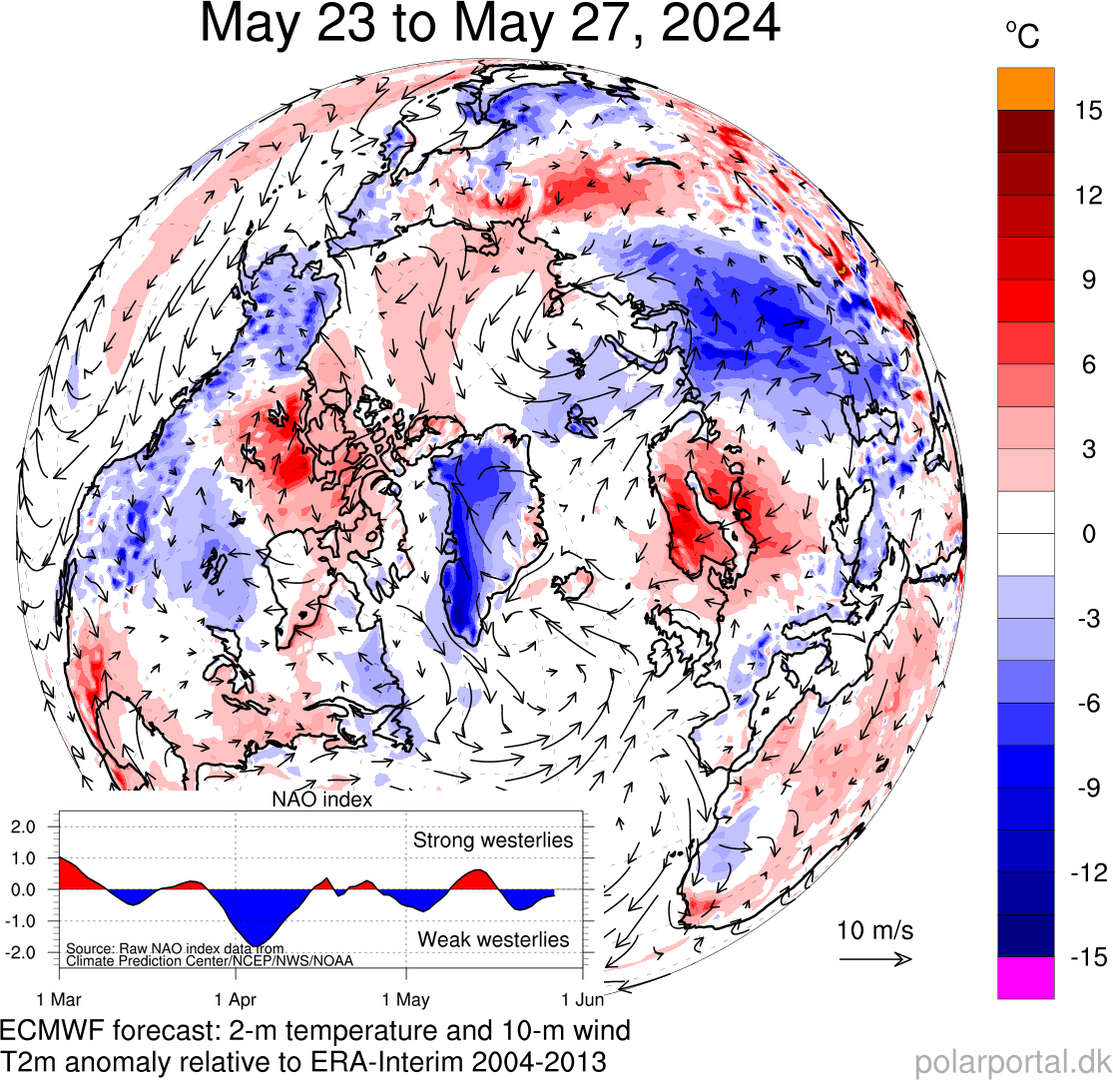 May 23 to May 27, 2024
°C
15
12
9
6
3
0
-3
-6
-9
-12
-15
10 m/s
NAO index
2.0
1.0
0.0
-1.0
-2.0
Strong westerlies
Weak westerlies
Source: Raw NAO index data from
Climate Prediction Center/NCEP/NWS/NOAA
1 Mar
1 Apr
1 May
1 Jun
ECMWF forecast: 2-m temperature and 10-m wind
T2m anomaly relative to ERA-Interim 2004-2013
polarportal.dk